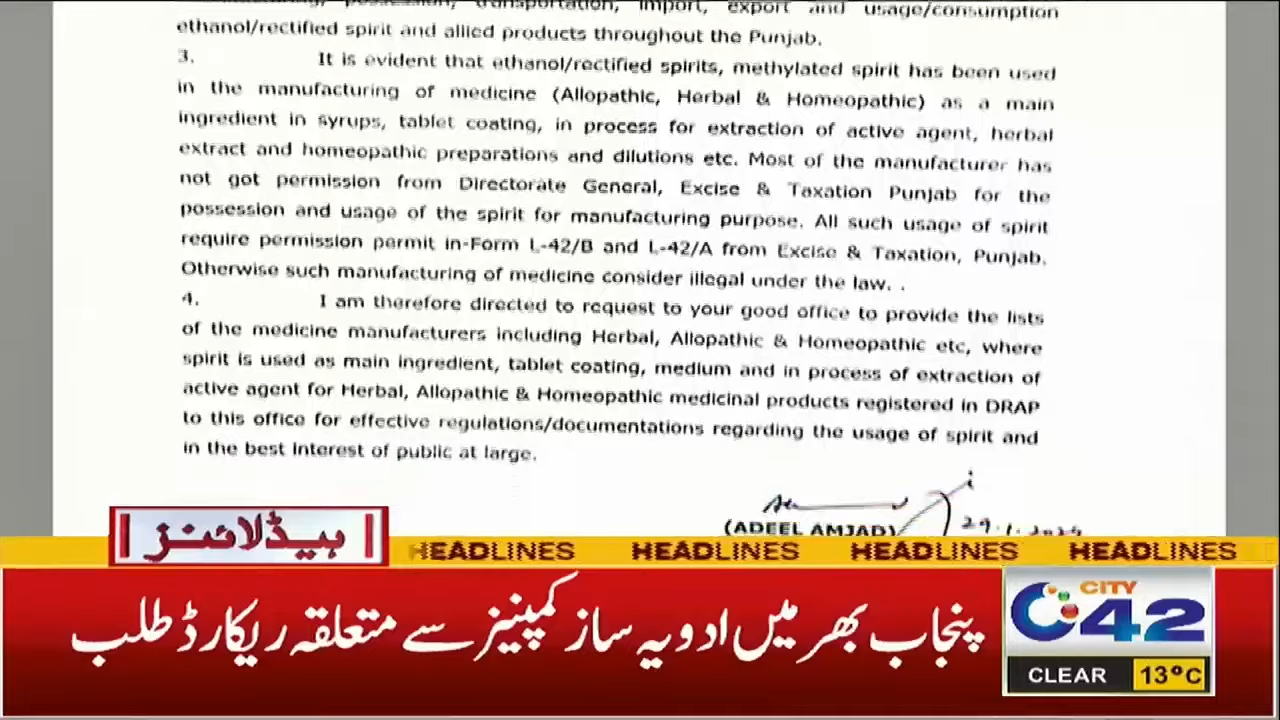 manufacturing, possession, transportation, import, export and usage/consumption
ethanol/rectified spirit and allied products throughout the Punjab.
3. It is evident that ethanol/rectified spirits, methylated spirit has been used
in the manufacturing of medicine (Allopathic, Herbal & Homeopathic) as a main
ingredient in syrups, tablet coating, in process for extraction of active agent, herbal
extract and homeopathic preparations and dilutions etc. Most of the manufacturer has
not got permission from Directorate General, Excise & Taxation Punjab for the
possession and usage of the spirit for manufacturing purpose. All such usage of spirit
require permission permit in-Form L-42/B and L-42/A from Excise & Taxation, Punjab.
Otherwise such manufacturing of medicine consider illegal under the law. .
4. I am therefore directed to request to your good office to provide the lists
of the medicine manufacturers including Herbal, Allopathic & Homeopathic etc, where
spirit is used as main ingredient, tablet coating, medium and in process of extraction of
active agent for Herbal, Allopathic & Homeopathic medicinal products registered in DRAP
to this office for effective regulations/documentations regarding the usage of spirit and
in the best interest of public at large.
(ADEEL AMJAD)
ہیڈلائنز
HEADLINES HEADLINES HEADLINES HEADLINES
پنجاب بھر میں ادویہ ساز کمپنیز سے متعلقہ ریکارڈ طلب
CITY
42
CLEAR 13°C